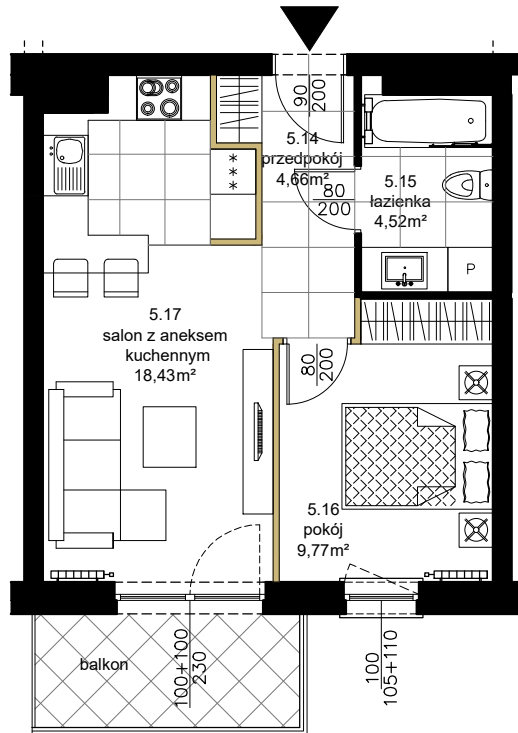 90
200
5.14
przedpokój
4,66m²
80
200
5.15
łazienka
4,52m²
P
***
5.17
salon z aneksem
kuchennym
18,43m²
80
200
5.16
pokój
9,77m²
balkon
100+100
230
100
105+110